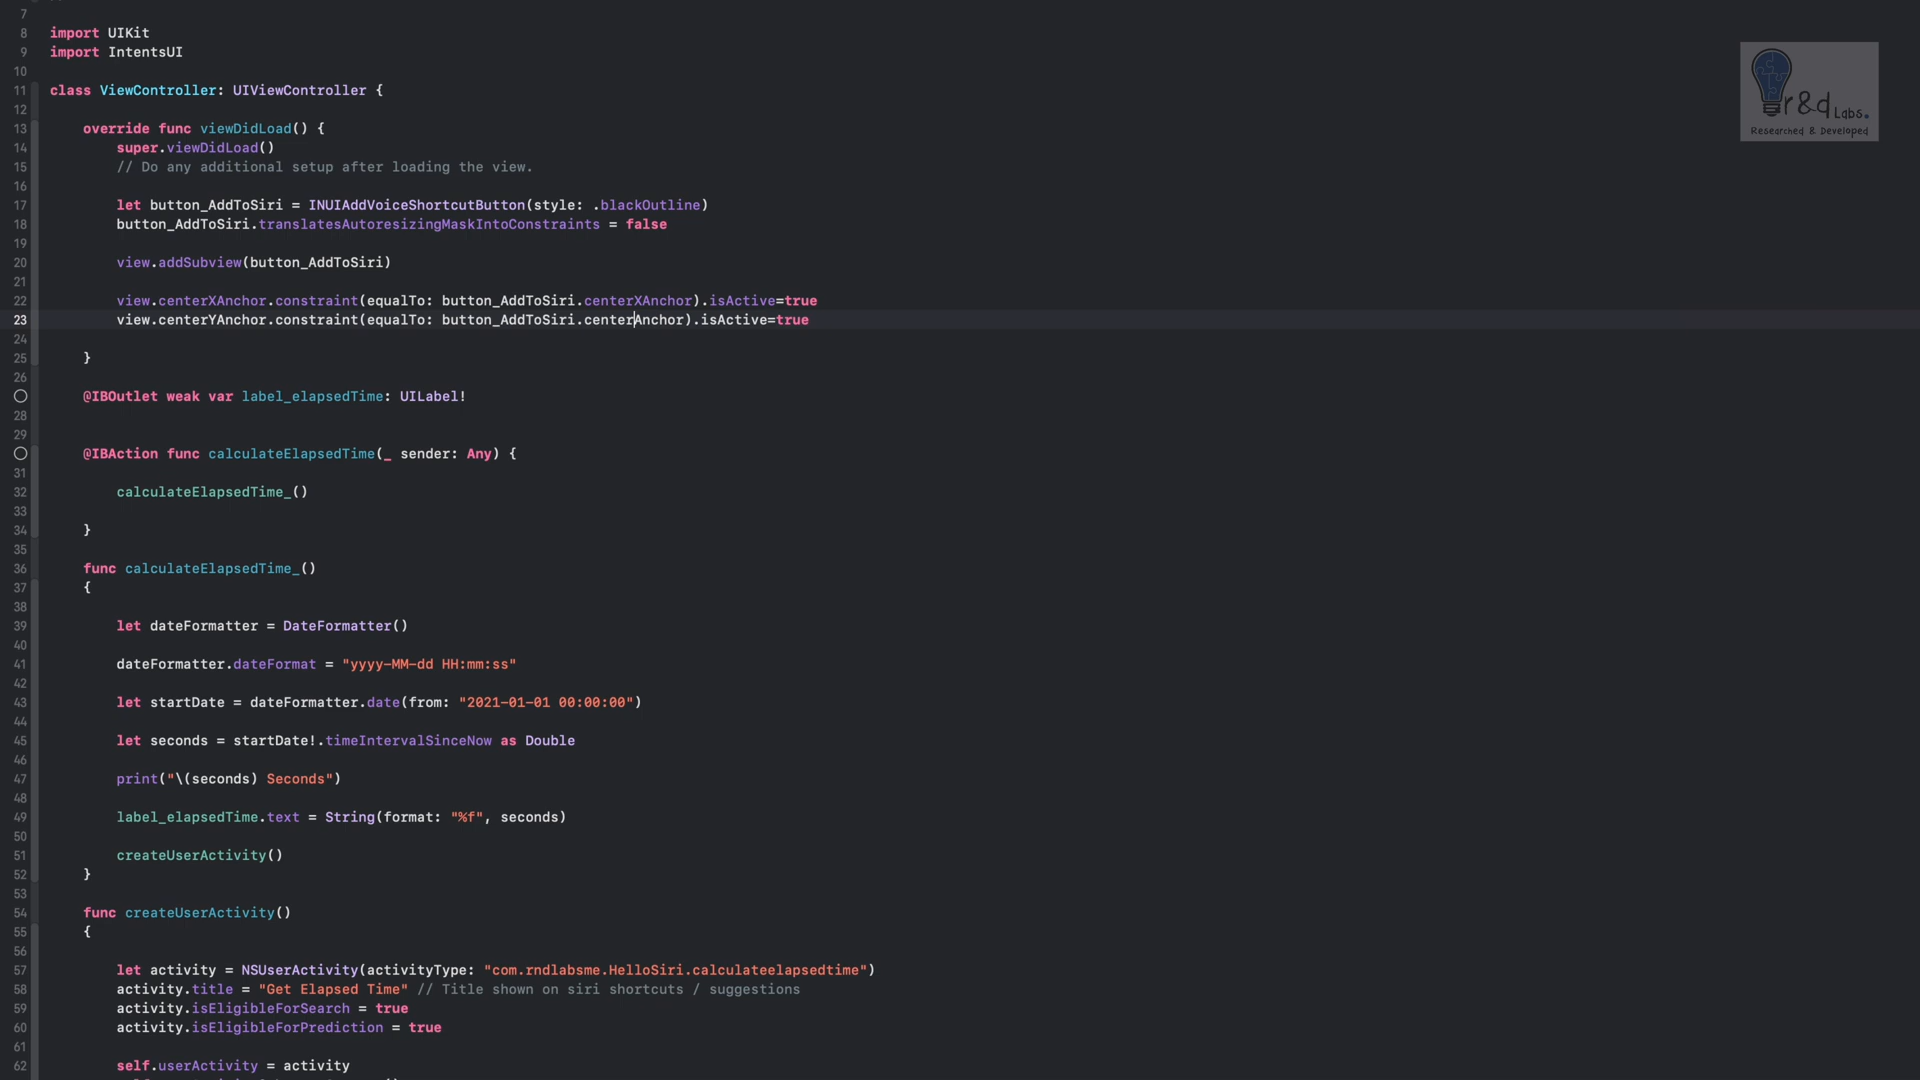 7
8 import UIKit
9 import IntentsUI
10
11 class ViewController: UIViewController {
12
13 override func viewDidLoad() {
14 super.viewDidLoad()
15 // Do any additional setup after loading the view.
16
17 let button_AddToSiri = INUIAddVoiceShortcutButton(style: .blackOutline)
18 button_AddToSiri.translatesAutoresizingMaskIntoConstraints = false
19
20 view.addSubview(button_AddToSiri)
21
22 view.centerXAnchor.constraint(equalTo: button_AddToSiri.centerXAnchor).isActive=true
23 view.centerYAnchor.constraint(equalTo: button_AddToSiri.centerAnchor).isActive=true
24
25 }
26
@IBOutlet weak var label_elapsedTime: UILabel!
28
29
@IBAction func calculateElapsedTime(_ sender: Any) {
31
32 calculateElapsedTime_()
33
34 }
35
36 func calculateElapsedTime_()
37 {
38
39 let dateFormatter = DateFormatter()
40
41 dateFormatter.dateFormat = "yyyy-MM-dd HH:mm:ss"
42
43 let startDate = dateFormatter.date(from: "2021-01-01 00:00:00")
44
45 let seconds = startDate!.timeIntervalSinceNow as Double
46
47 print("\(seconds) Seconds")
48
49 label_elapsedTime.text = String(format: "%f", seconds)
50
51 createUserActivity()
52 }
53
54 func createUserActivity()
55 {
56
57 let activity = NSUserActivity(activityType: "com.rndlabsme.HelloSiri.calculateelapsedtime")
58 activity.title = "Get Elapsed Time" // Title shown on siri shortcuts / suggestions
59 activity.isEligibleForSearch = true
60 activity.isEligibleForPrediction = true
61
62 self.userActivity = activity
r&d Labs.
Researched & Developed